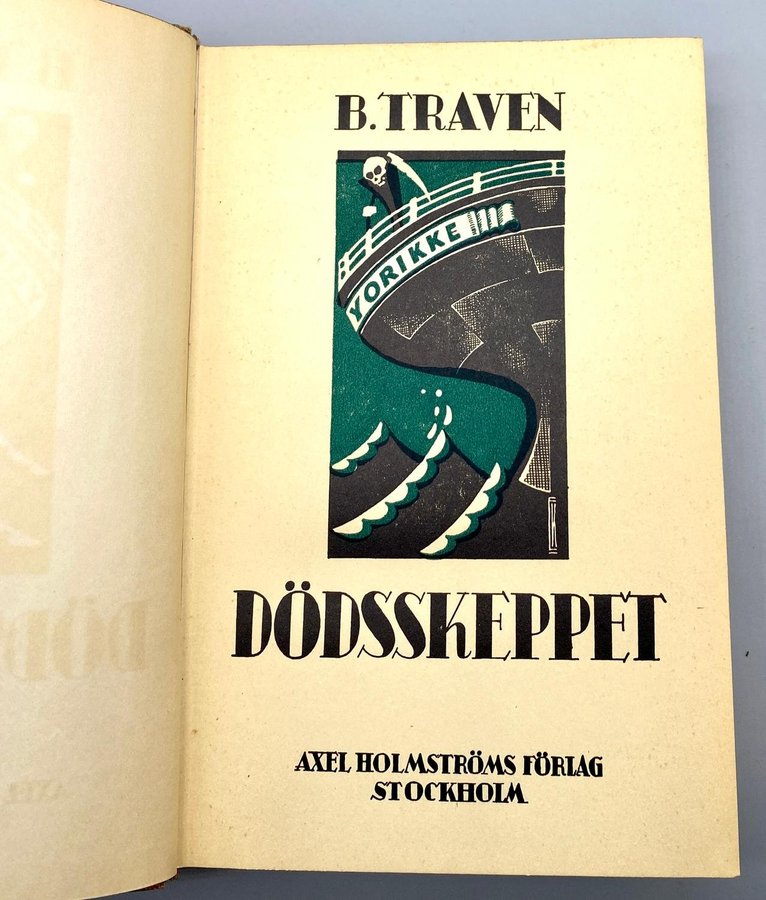 B. TRAVEN
YORIKKE
DÖDSSKEPPET
AXEL HOLMSTRÖMS FÖRLAG
STOCKHOLM